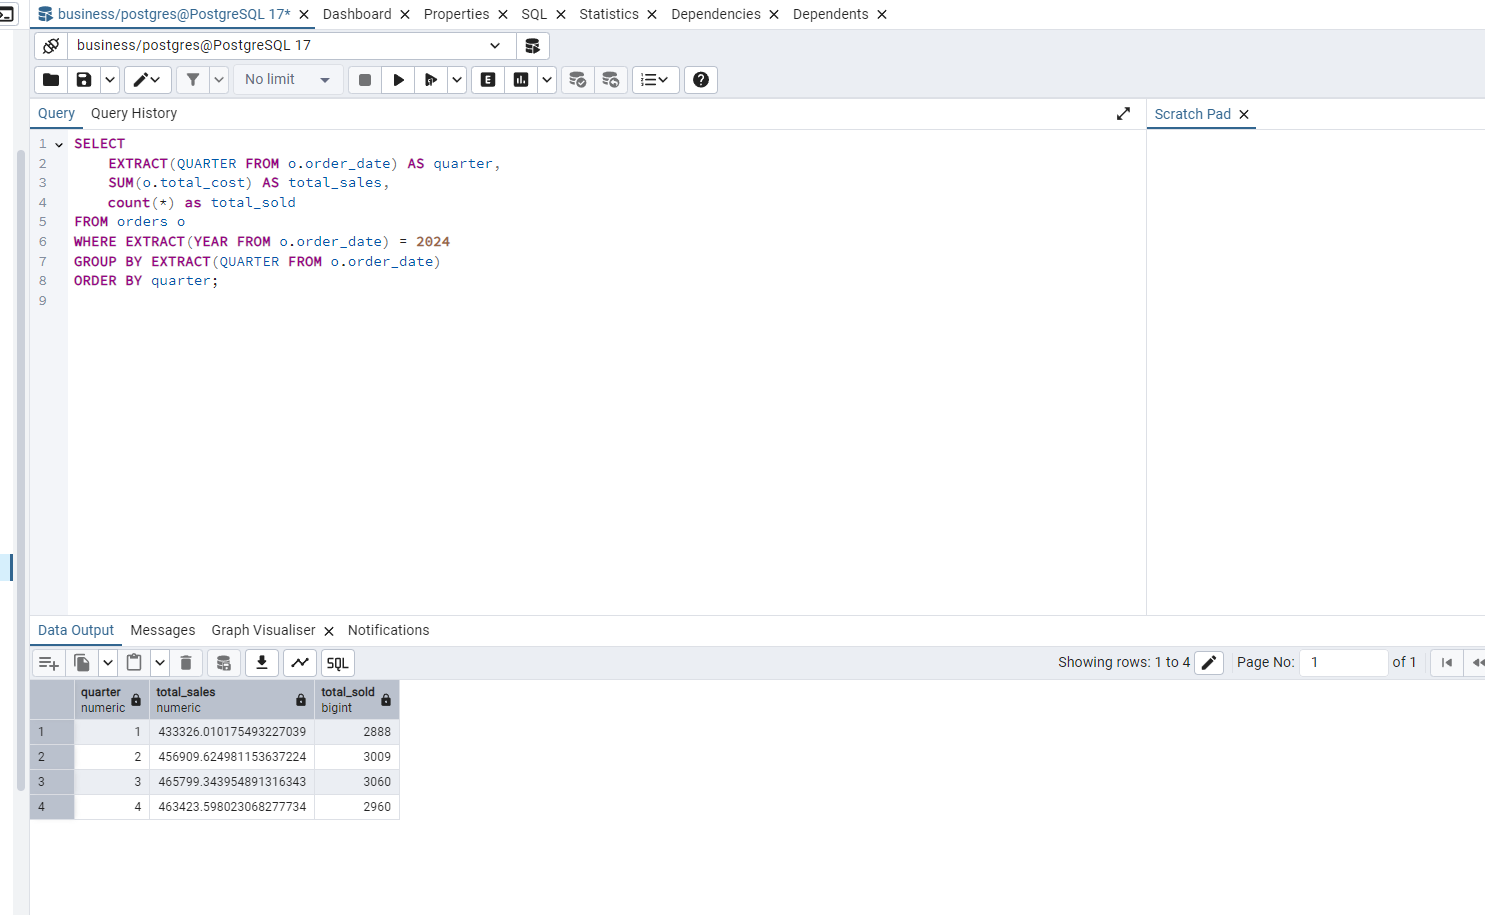 business/postgres@PostgreSQL 17* Dashboard Properties SQL Statistics Dependencies Dependents
business/postgres@PostgreSQL 17
No limit E
Query Query History Scratch Pad
1 SELECT
2 EXTRACT(QUARTER FROM o.order_date) AS quarter,
3 SUM(o.total_cost) AS total_sales,
4 count(*) as total_sold
5 FROM orders o
6 WHERE EXTRACT(YEAR FROM o.order_date) = 2024
7 GROUP BY EXTRACT(QUARTER FROM o.order_date)
8 ORDER BY quarter;
9
Data Output Messages Graph Visualiser Notifications
SQL Showing rows: 1 to 4 Page No: 1 of 1
quarter total_sales total_sold
numeric numeric bigint
1 1 433326.010175493227039 2888
2 2 456909.624981153637224 3009
3 3 465799.343954891316343 3060
4 4 463423.598023068277734 2960